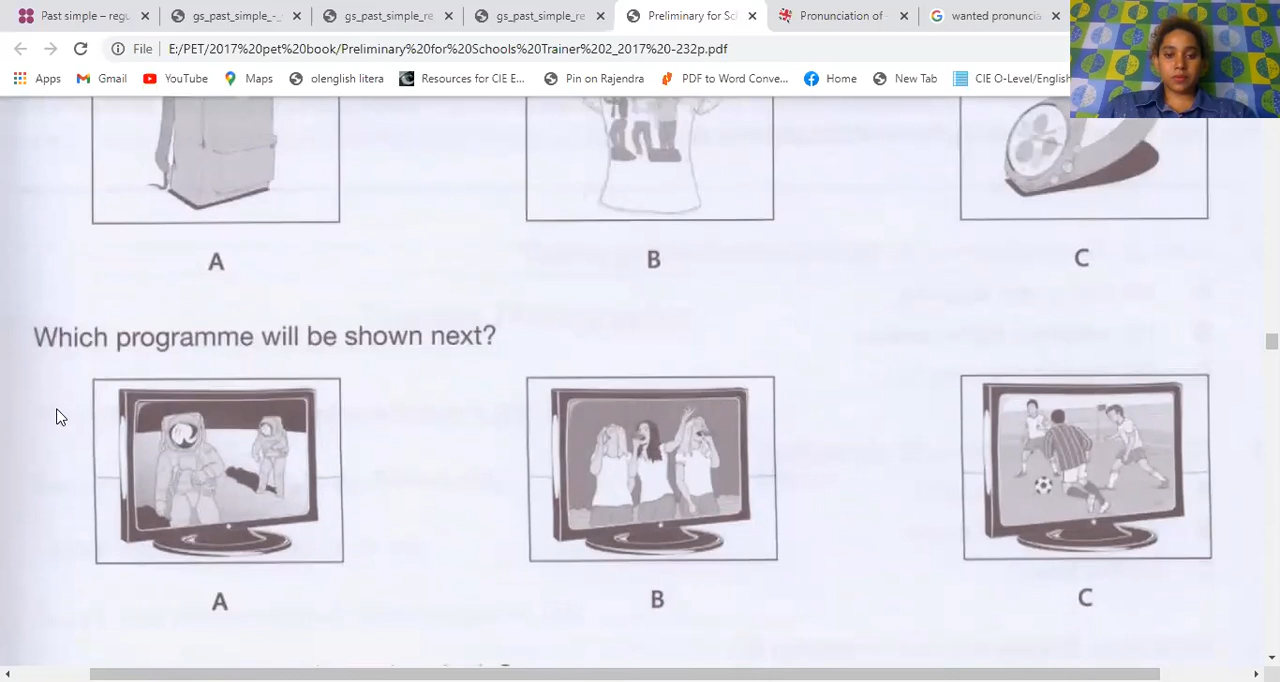 Past simple – regu
gs_past_simple_-_
gs_past_simple_re
gs_past_simple_re
Preliminary for Sc
Pronunciation of
wanted pronuncia
File
E:/PET/2017%20pet%20book/Preliminary%20for%20Schools%20Trainer%202_2017%20-232p.pdf
Apps
Gmail
YouTube
Maps
olenglish litera
Resources for CIE E...
Pin on Rajendra
PDF to Word Conve...
Home
New Tab
CIE O-Level/English
A
B
C
Which programme will be shown next?
A
B
C